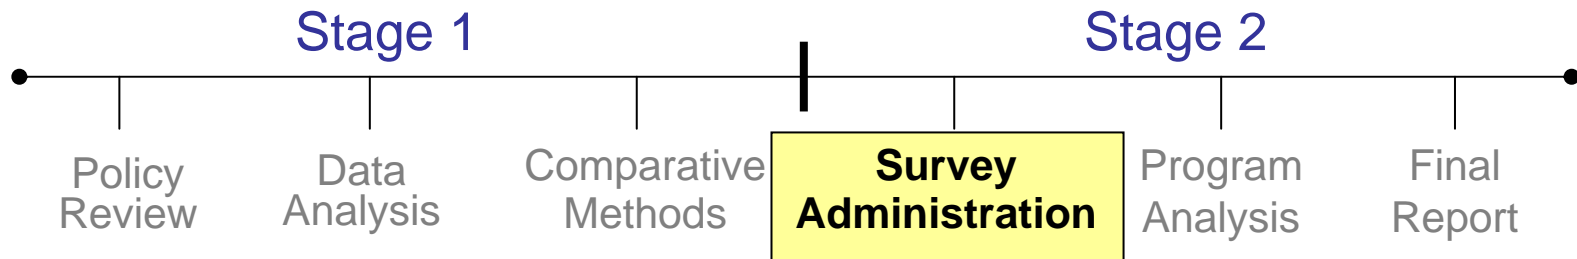 Stage 1
Stage 2
Policy
Review
Data
Analysis
Comparative
Methods
Survey
Administration
Program
Analysis
Final
Report